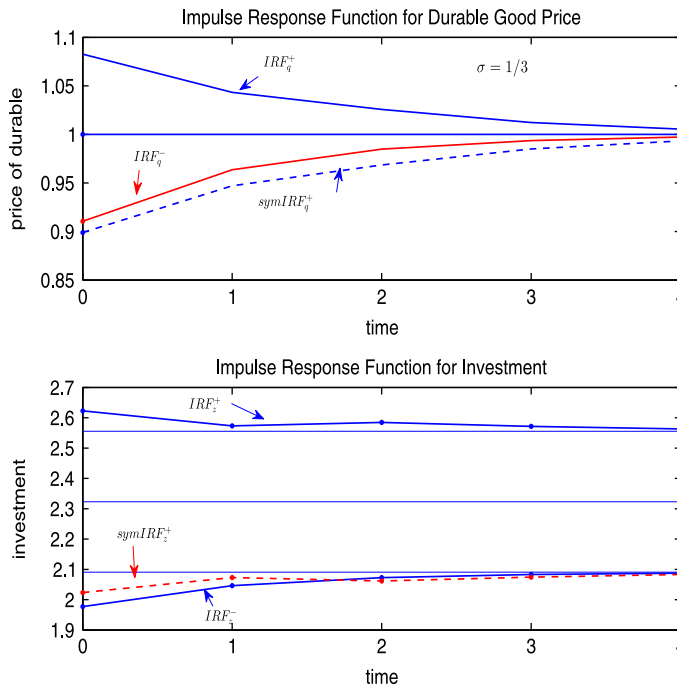 Impulse Response Function for Durable Good Price
1.1
1.05
1
0.95
0.9
0.85
price of durable
IRF_q^+
σ = 1/3
IRF_q^-
symIRF_q^+
0 1 2 3 4
time
Impulse Response Function for Investment
2.7
2.6
2.5
2.4
2.3
2.2
2.1
2
1.9
investment
IRF_z^+
symIRF_z^+
IRF_z^-
0 1 2 3 4
time